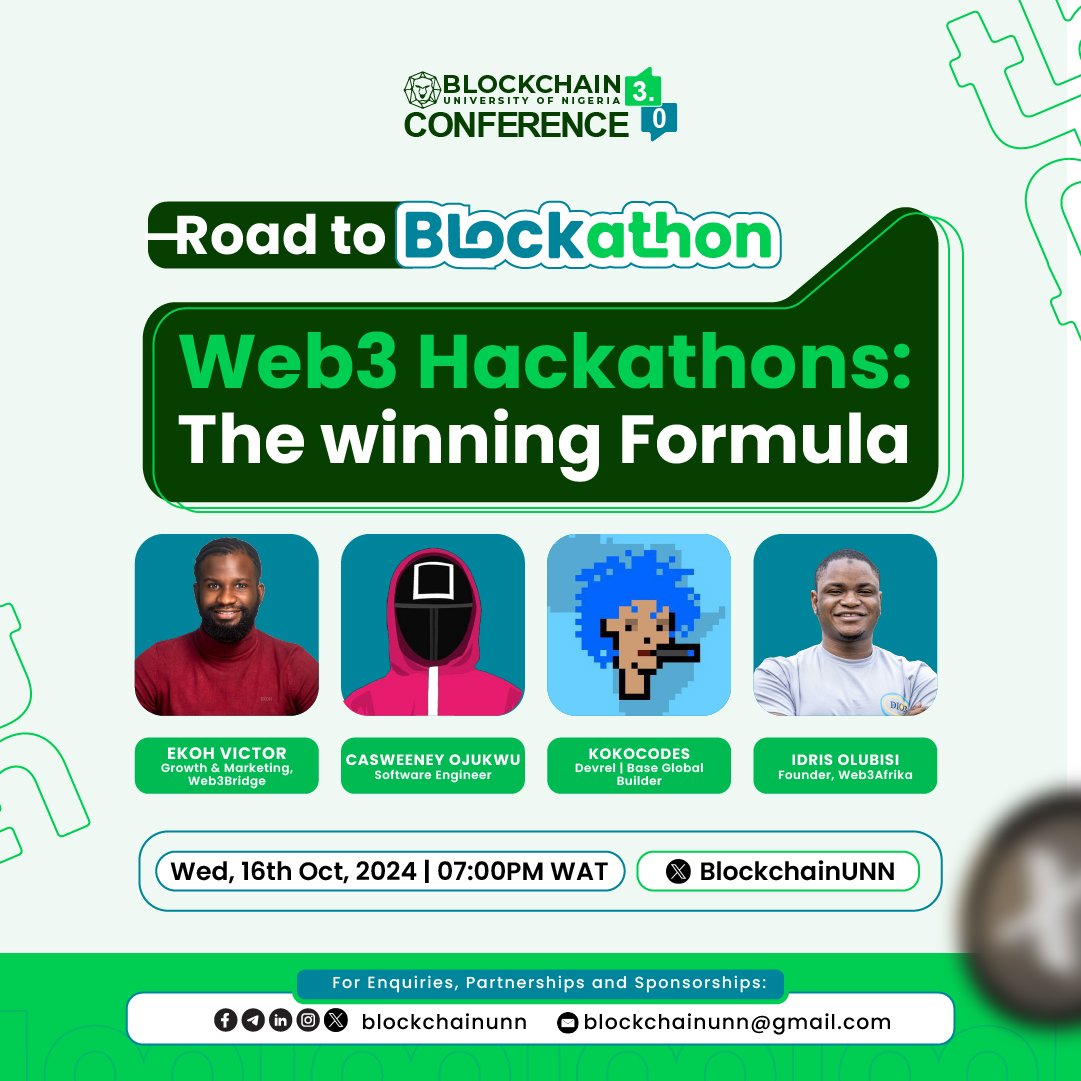 BLOCKCHAIN
UNIVERSITY OF NIGERIA
CONFERENCE
3.
0
Road to Blockathon
Web3 Hackathons:
The winning Formula
EKOH VICTOR
Growth & Marketing,
Web3Bridge
CASWEENEY OJUKWU
Software Engineer
KOKOCODES
Devrel | Base Global
Builder
IDRIS OLUBISI
Founder, Web3Afrika
Wed, 16th Oct, 2024 | 07:00PM WAT
BlockchainUNN
For Enquiries, Partnerships and Sponsorships:
blockchainunn
blockchainunn@gmail.com